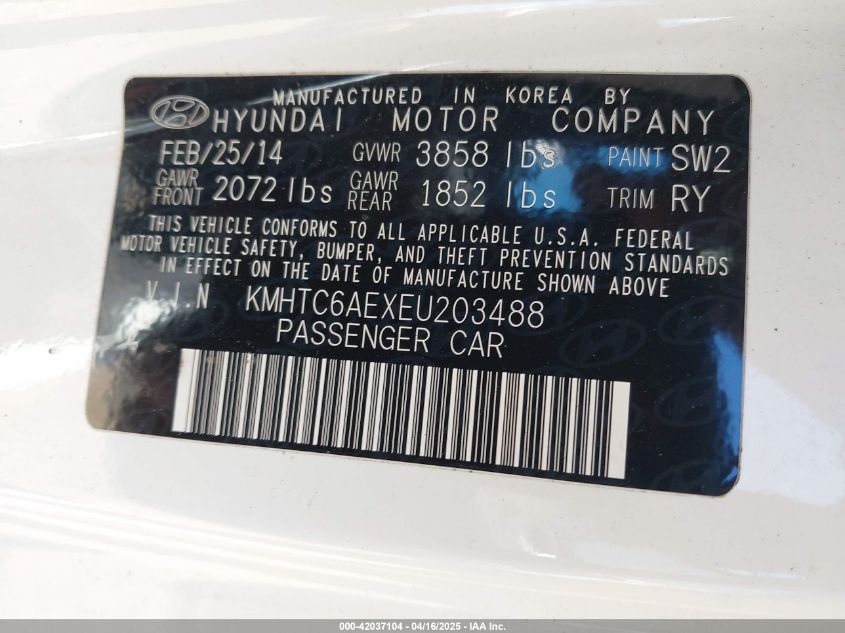 MANUFACTURED IN KOREA BY
HYUNDAI MOTOR COMPANY
FEB/25/14 GVWR 3858 lbs PAINT SW2
GAWR FRONT 2072 lbs GAWR REAR 1852 lbs TRIM RY
THIS VEHICLE CONFORMS TO ALL APPLICABLE U.S.A. FEDERAL
MOTOR VEHICLE SAFETY, BUMPER, AND THEFT PREVENTION STANDARDS
IN EFFECT ON THE DATE OF MANUFACTURE SHOWN ABOVE
V.I.N KMHTC6AEXEU203488
PASSENGER CAR
000-42037104 - 04/16/2025 - IAA Inc.